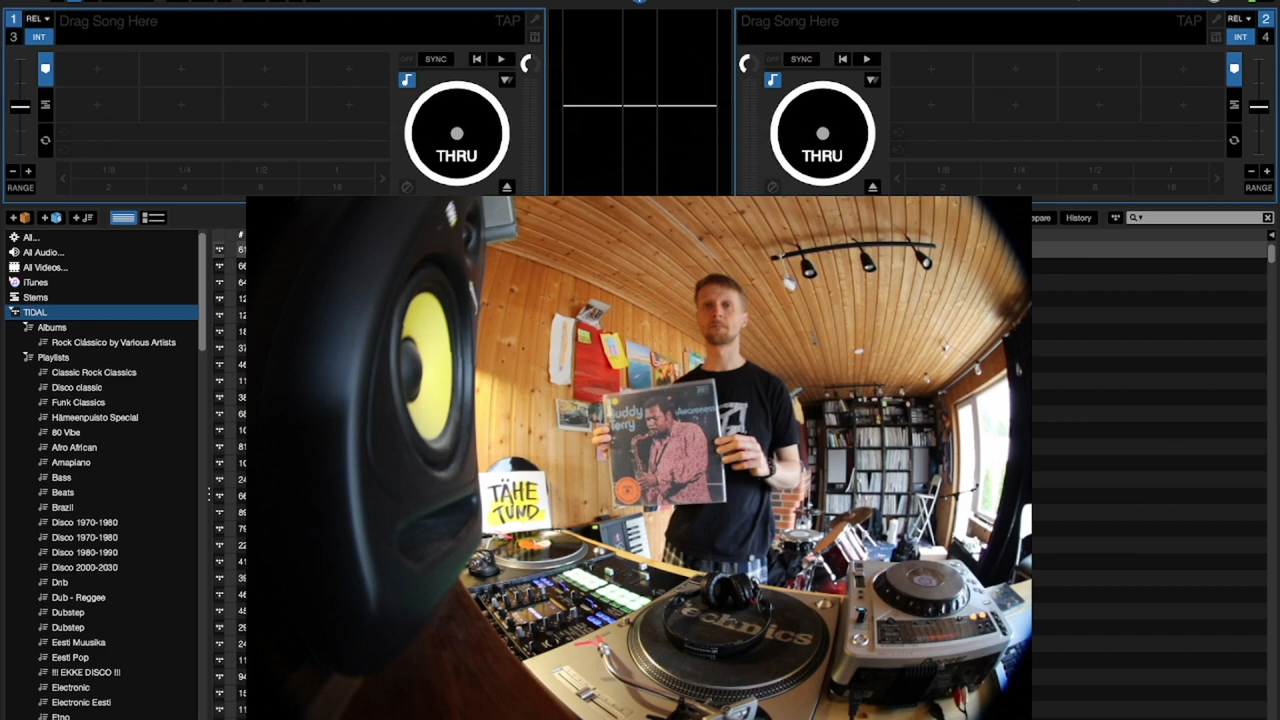 1 REL Drag Song Here TAP
Drag Song Here TAP REL 2
3 INT
INT 4
OFF SYNC
OFF SYNC
THRU
THRU
1/8 1/4 1/2 1
2 4 8 16
1/8 1/4 1/2 1
2 4 8 16
RANGE
RANGE
History
All...
All Audio...
All Videos...
iTunes
Stems
TIDAL
Albums
Rock Clássico by Various Artists
Playlists
Classic Rock Classics
Disco classic
Funk Classics
Hämeenpuisto Special
80 Vibe
Afro African
Amapiano
Bass
Beats
Brazil
Disco 1970-1980
Disco 1970-1980
Disco 1980-1990
Disco 2000-2030
Dnb
Dub - Reggee
Dubstep
Dubstep
Eesti Muusika
Eesti Pop
!!! EKKE DISCO !!!
Electronic
Electronic Eesti
Etno
#
Buddy
Terry
Awareness
TÄHE
TUND
Technics